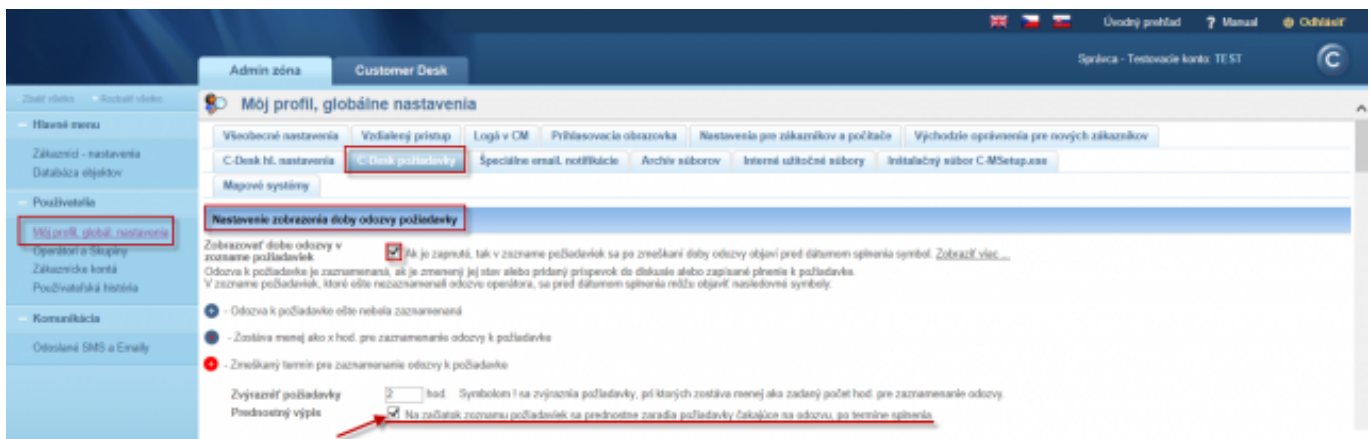 Úvodný prehľad ? Manual Odhlásiť
Správca - Testovacie konto: TEST
Admin zóna Customer Desk
Zbaliť všetko Rozbaliť všetko
Môj profil, globálne nastavenia
Hlavné menu
Zákazníci - nastavenia
Databáza objektov
Používatelia
Môj profil, globál. nastavenia
Operátori a Skupiny
Zákaznícke kontá
Používateľská história
Komunikácia
Odoslané SMS a Emaily
Všeobecné nastavenia Vzdialený prístup Logá v CM Prihlasovacia obrazovka Nastavenia pre zákazníkov a počítače Východzie oprávnenia pre nových zákazníkov
C-Desk hl. nastavenia C-Desk požiadavky Špeciálne email. notifikácie Archív súborov Interné užitočné súbory Inštalačný súbor C-MSetup.exe
Mapové systémy
Nastavenie zobrazenia doby odozvy požiadavky
Zobrazovať dobu odozvy v zozname požiadaviek Ak je zapnutá, tak v zozname požiadaviek sa po zmeškaní doby odozvy objaví pred dátumom splnenia symbol. Zobraziť viac ...
Odozva k požiadavke je zaznamenaná, ak je zmenený jej stav alebo pridaný príspevok do diskusie alebo zapísané plnenie k požiadavke.
V zozname požiadaviek, ktoré ešte nezaznamenali odozvu operátora, sa pred dátumom splnenia môžu objaviť nasledovné symboly:
- Odozva k požiadavke ešte nebola zaznamenaná
- Zostáva menej ako x hod. pre zaznamenanie odozvy k požiadavke
- Zmeškaný termín pre zaznamenanie odozvy k požiadavke
Zvýrazniť požiadavky 2 hod. Symbolom ! sa zvýraznia požiadavky, pri ktorých zostáva menej ako zadaný počet hod. pre zaznamenanie odozvy.
Prednostný výpis Na začiatok zoznamu požiadaviek sa prednostne zaradia požiadavky čakajúce na odozvu, po termíne splnenia.